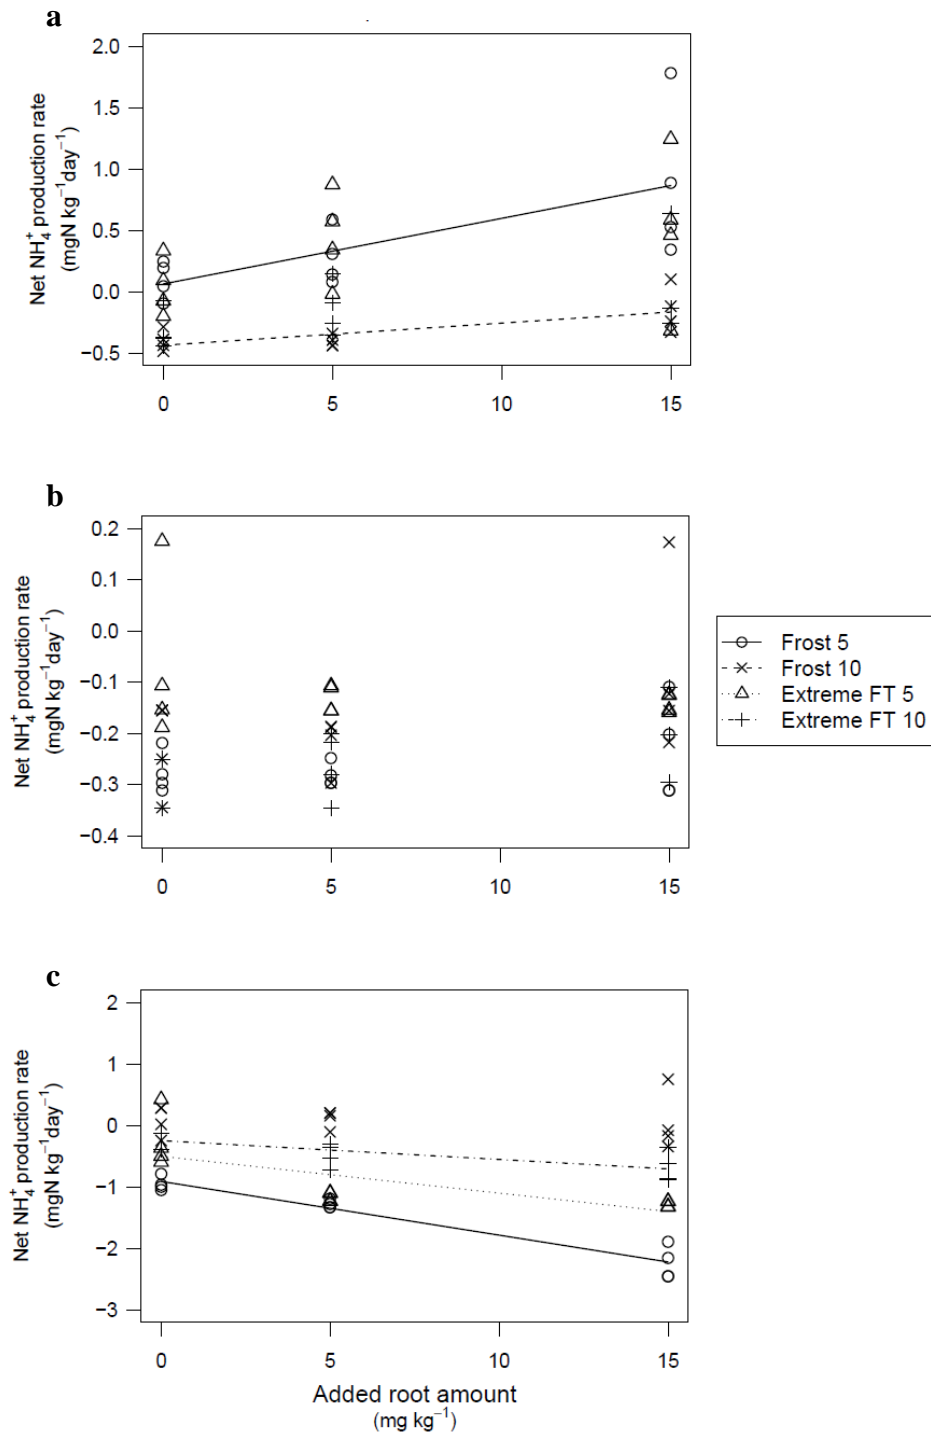 a
2.0
1.5
1.0
0.5
0.0
−0.5
Net NH₄⁺ production rate
(mgN kg⁻¹day⁻¹)
0 5 10 15
b
0.2
0.1
0.0
−0.1
−0.2
−0.3
−0.4
Net NH₄⁺ production rate
(mgN kg⁻¹day⁻¹)
0 5 10 15
Frost 5
Frost 10
Extreme FT 5
Extreme FT 10
c
2
1
0
−1
−2
−3
Net NH₄⁺ production rate
(mgN kg⁻¹day⁻¹)
0 5 10 15
Added root amount
(mg kg⁻¹)